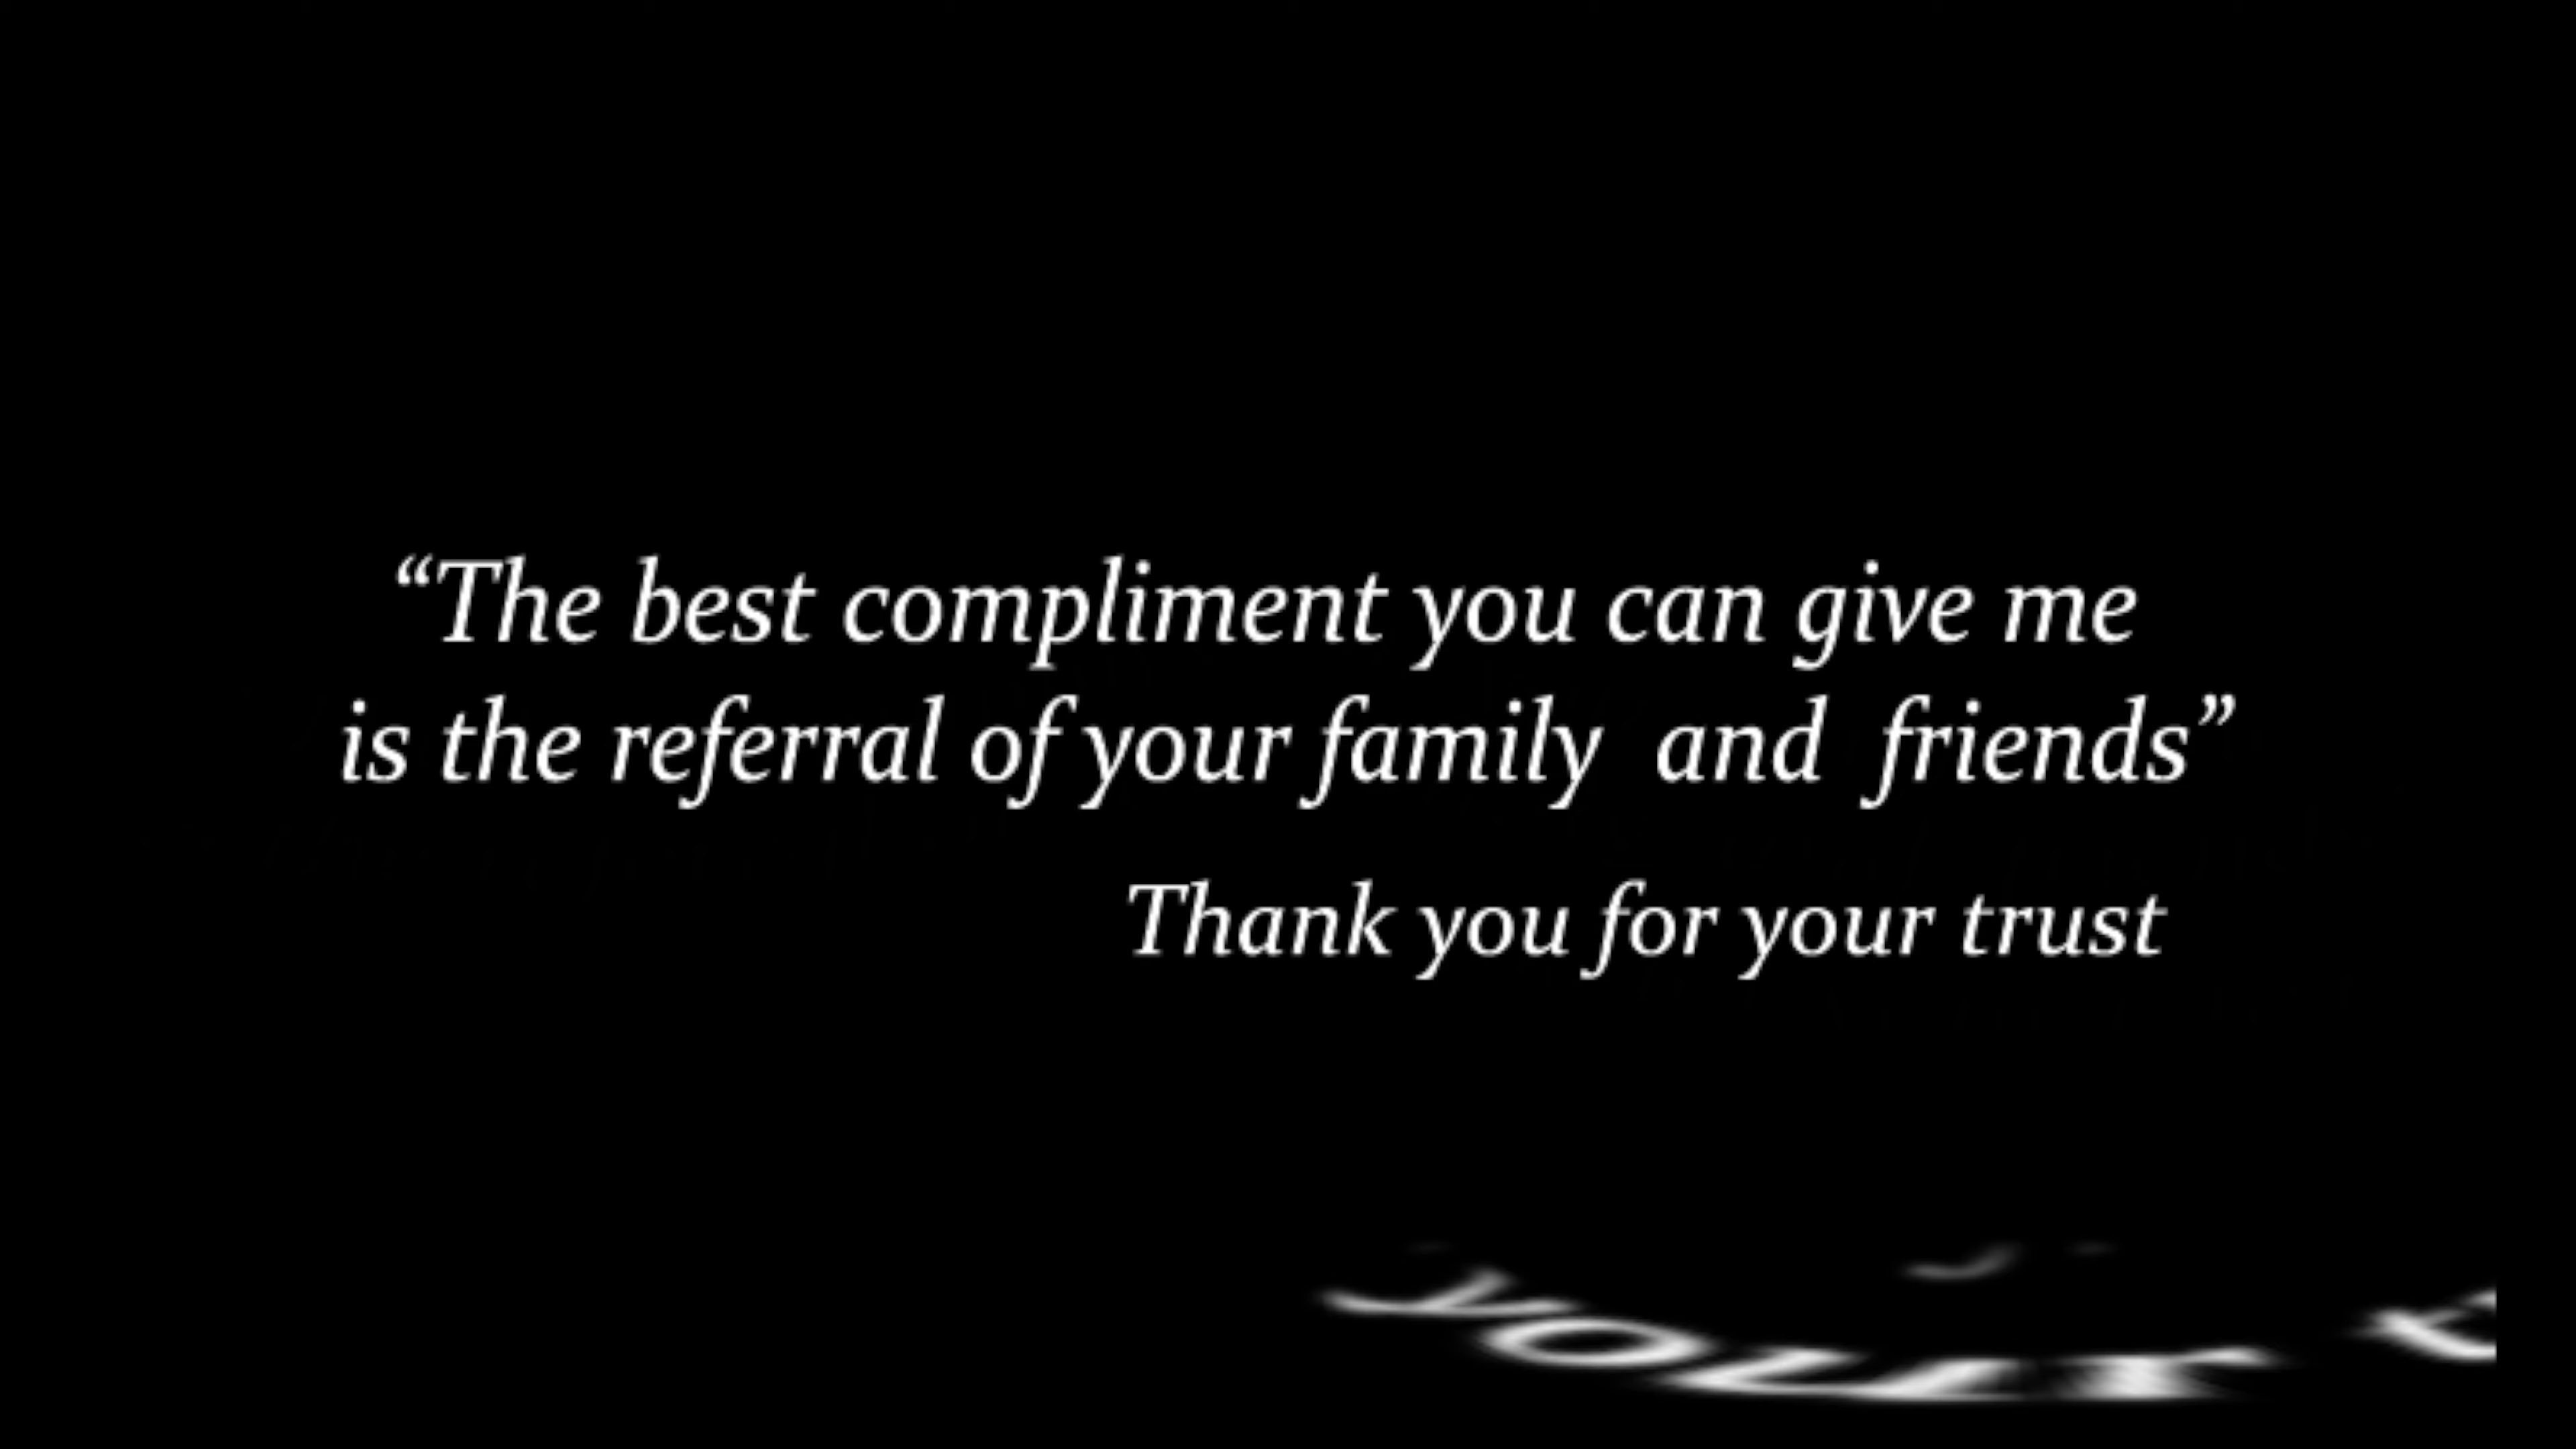 “The best compliment you can give me
is the referral of your family and friends”
Thank you for your trust
your